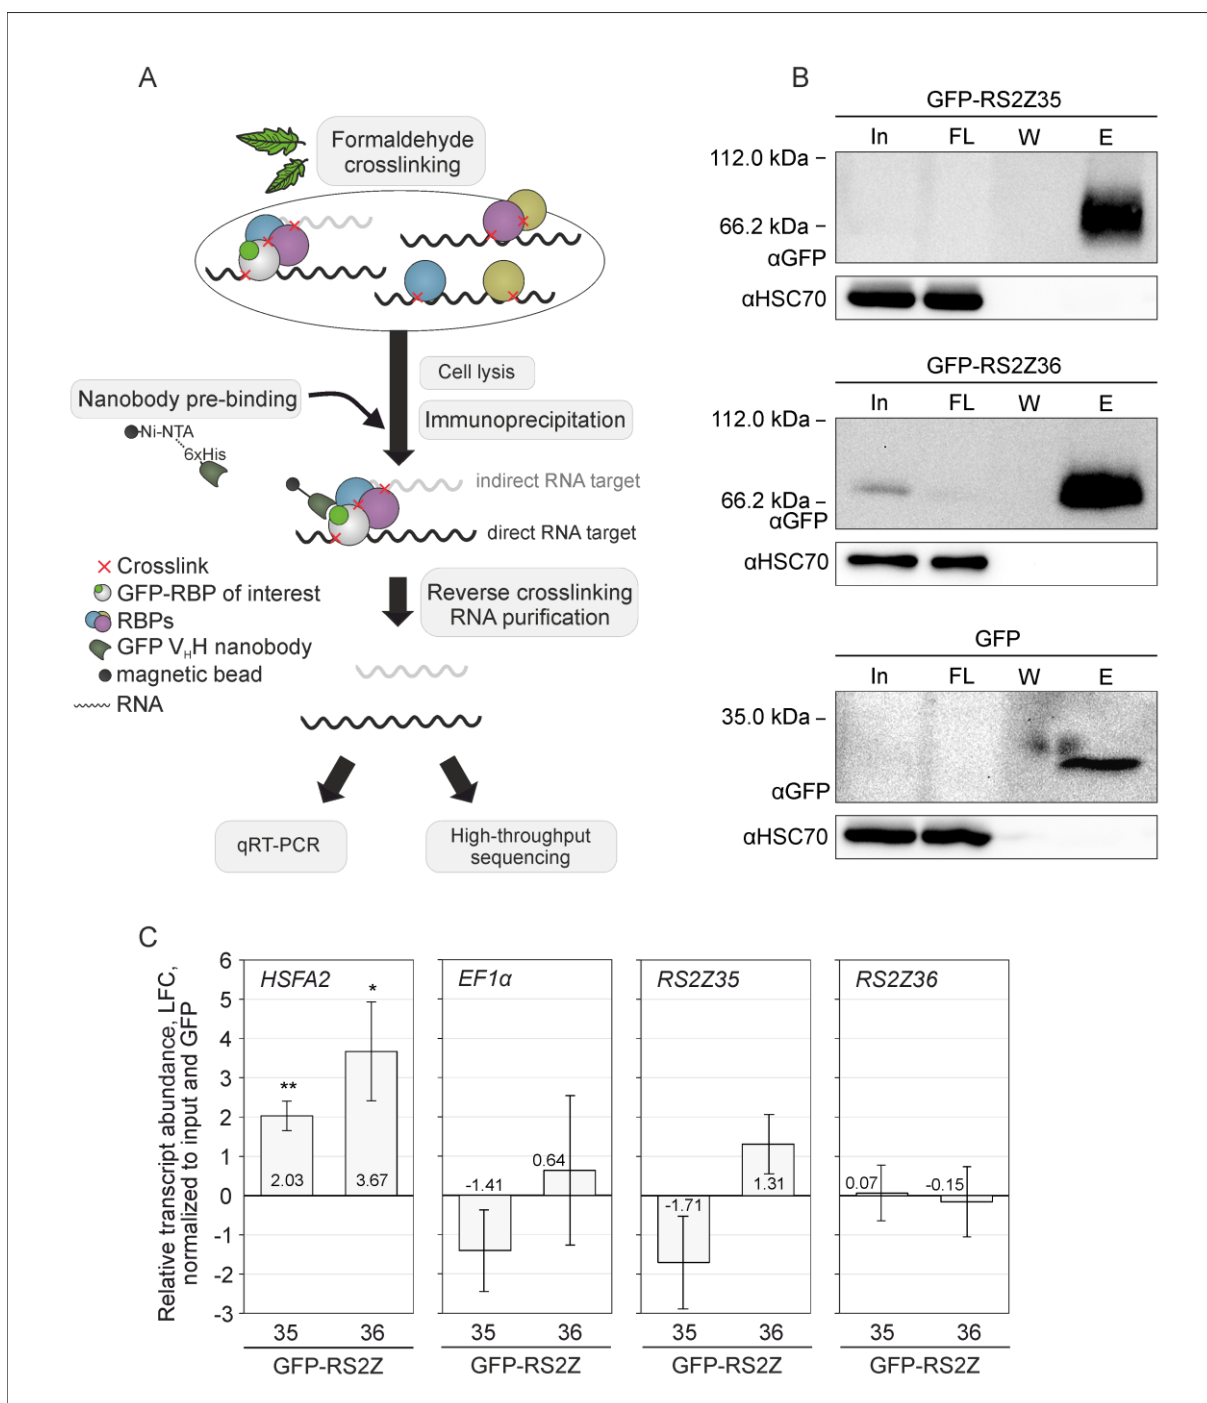 A
Formaldehyde
crosslinking
Cell lysis
Nanobody pre-binding
Immunoprecipitation
Ni-NTA
6xHis
indirect RNA target
direct RNA target
Crosslink
GFP-RBP of interest
RBPs
GFP VHH nanobody
magnetic bead
RNA
Reverse crosslinking
RNA purification
qRT-PCR
High-throughput
sequencing
B
GFP-RS2Z35
In FL W E
112.0 kDa
66.2 kDa
αGFP
αHSC70
GFP-RS2Z36
In FL W E
112.0 kDa
66.2 kDa
αGFP
αHSC70
GFP
In FL W E
35.0 kDa
αGFP
αHSC70
C
Relative transcript abundance, LFC,
normalized to input and GFP
6
5
4
3
2
1
0
-1
-2
-3
HSFA2
**
*
2.03
3.67
35 36
GFP-RS2Z
EF1α
-1.41
0.64
35 36
GFP-RS2Z
RS2Z35
-1.71
1.31
35 36
GFP-RS2Z
RS2Z36
0.07
-0.15
35 36
GFP-RS2Z